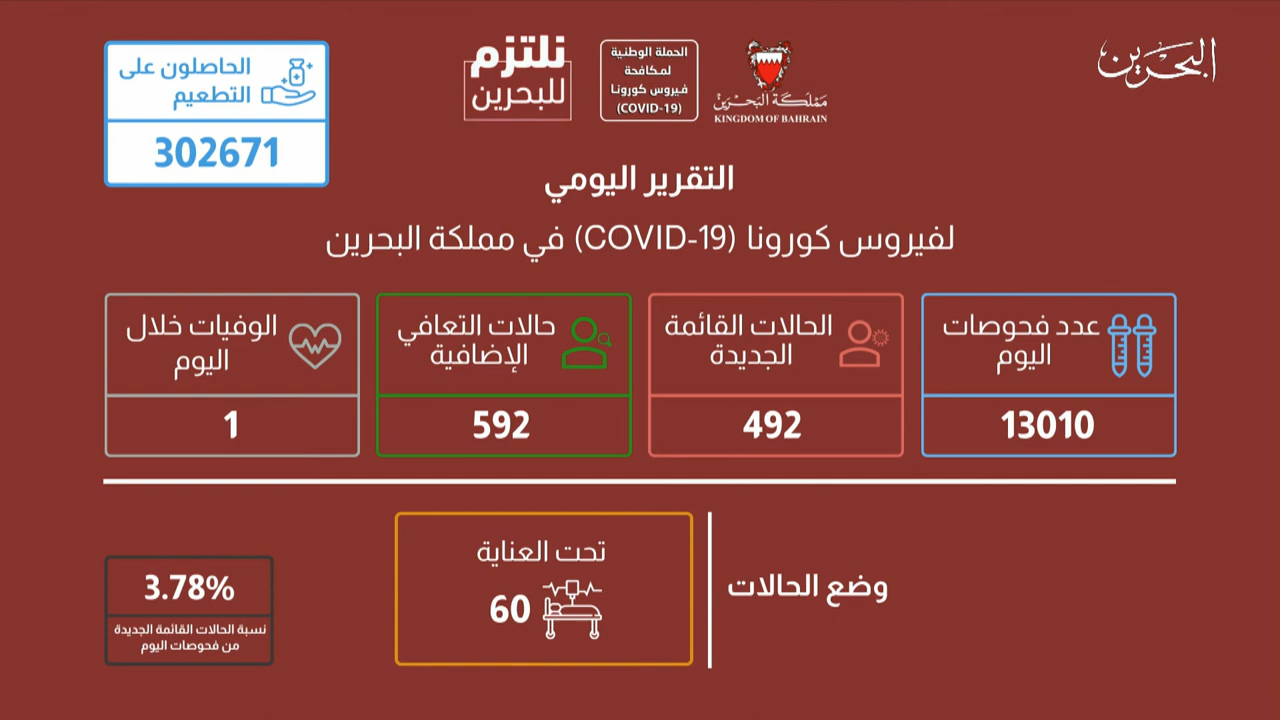 البحرين
مملكة البحرين
KINGDOM OF BAHRAIN
الحملة الوطنية
لمكافحة
فيروس كورونا
(COVID-19)
نلتزم
للبحرين
الحاصلون على
التطعيم
302671
التقرير اليومي
لفيروس كورونا (COVID-19) في مملكة البحرين
عدد فحوصات
اليوم
13010
الحالات القائمة
الجديدة
492
حالات التعافي
الإضافية
592
الوفيات خلال
اليوم
1
وضع الحالات
تحت العناية
60
3.78%
نسبة الحالات القائمة الجديدة
من فحوصات اليوم